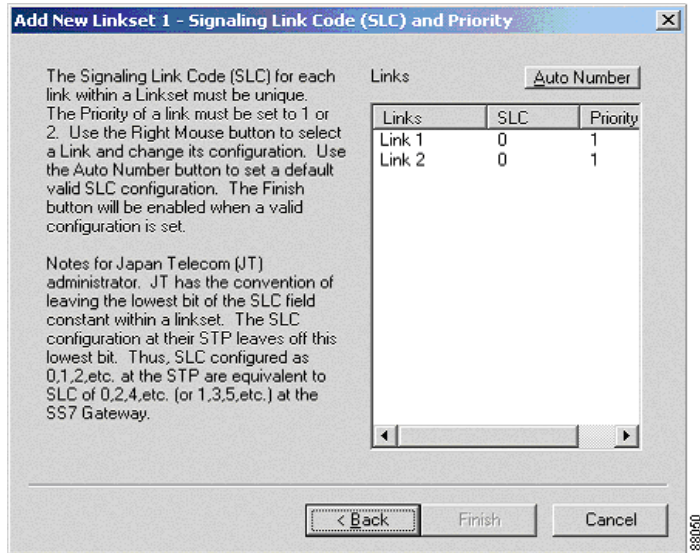 Add New Linkset 1 - Signaling Link Code (SLC) and Priority
The Signaling Link Code (SLC) for each
link within a Linkset must be unique.
The Priority of a link must be set to 1 or
2. Use the Right Mouse button to select
a Link and change its configuration. Use
the Auto Number button to set a default
valid SLC configuration. The Finish
button will be enabled when a valid
configuration is set.
Notes for Japan Telecom (JT)
administrator. JT has the convention of
leaving the lowest bit of the SLC field
constant within a linkset. The SLC
configuration at their STP leaves off this
lowest bit. Thus, SLC configured as
0,1,2,etc. at the STP are equivalent to
SLC of 0,2,4,etc. (or 1,3,5,etc.) at the
SS7 Gateway.
Links
Auto Number
Links SLC Priority
Link 1 0 1
Link 2 0 1
< Back
Finish
Cancel
88060